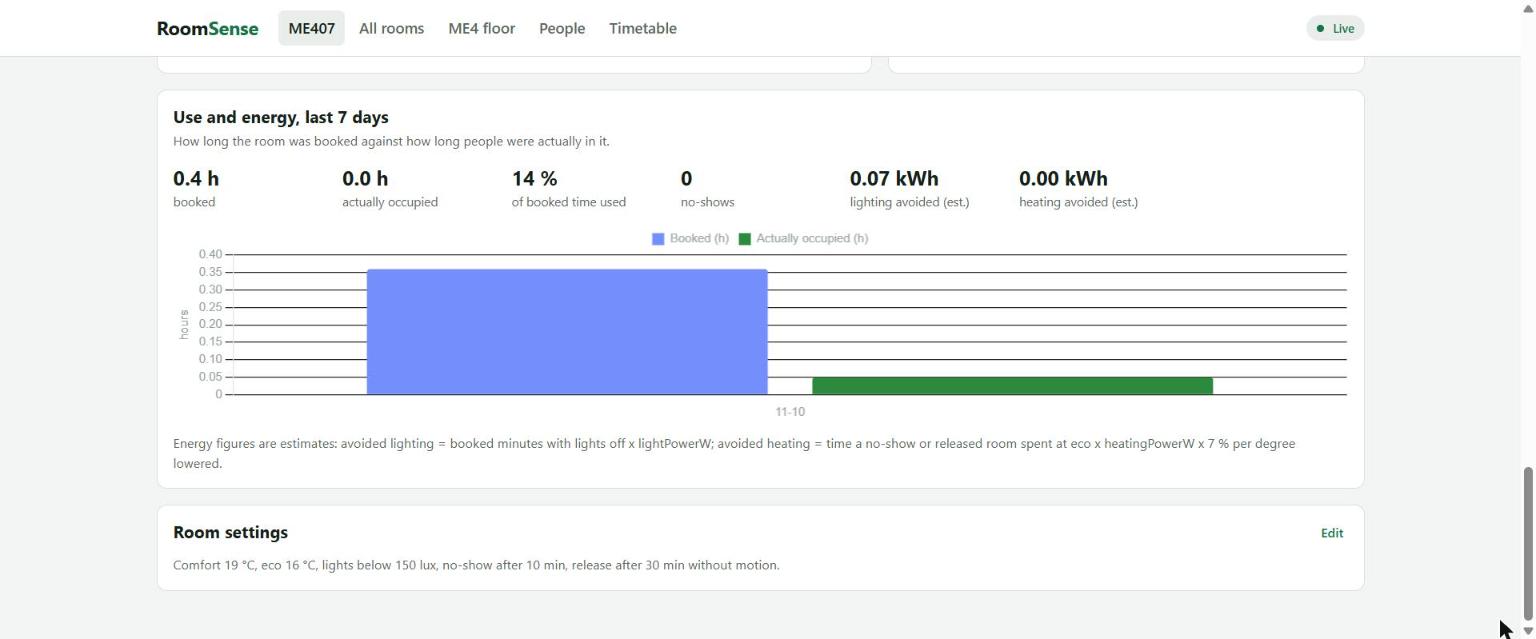 RoomSense ME407 All rooms ME4 floor People Timetable Live
Use and energy, last 7 days
How long the room was booked against how long people were actually in it.
0.4 h 0.0 h 14 % 0 0.07 kWh 0.00 kWh
booked actually occupied of booked time used no-shows lighting avoided (est.) heating avoided (est.)
Booked (h) Actually occupied (h)
0.40
0.35
0.30
0.25
0.20
0.15
0.10
0.05
0
hours
11-10
Energy figures are estimates: avoided lighting = booked minutes with lights off x lightPowerW; avoided heating = time a no-show or released room spent at eco x heatingPowerW x 7 % per degree
lowered.
Room settings Edit
Comfort 19 °C, eco 16 °C, lights below 150 lux, no-show after 10 min, release after 30 min without motion.